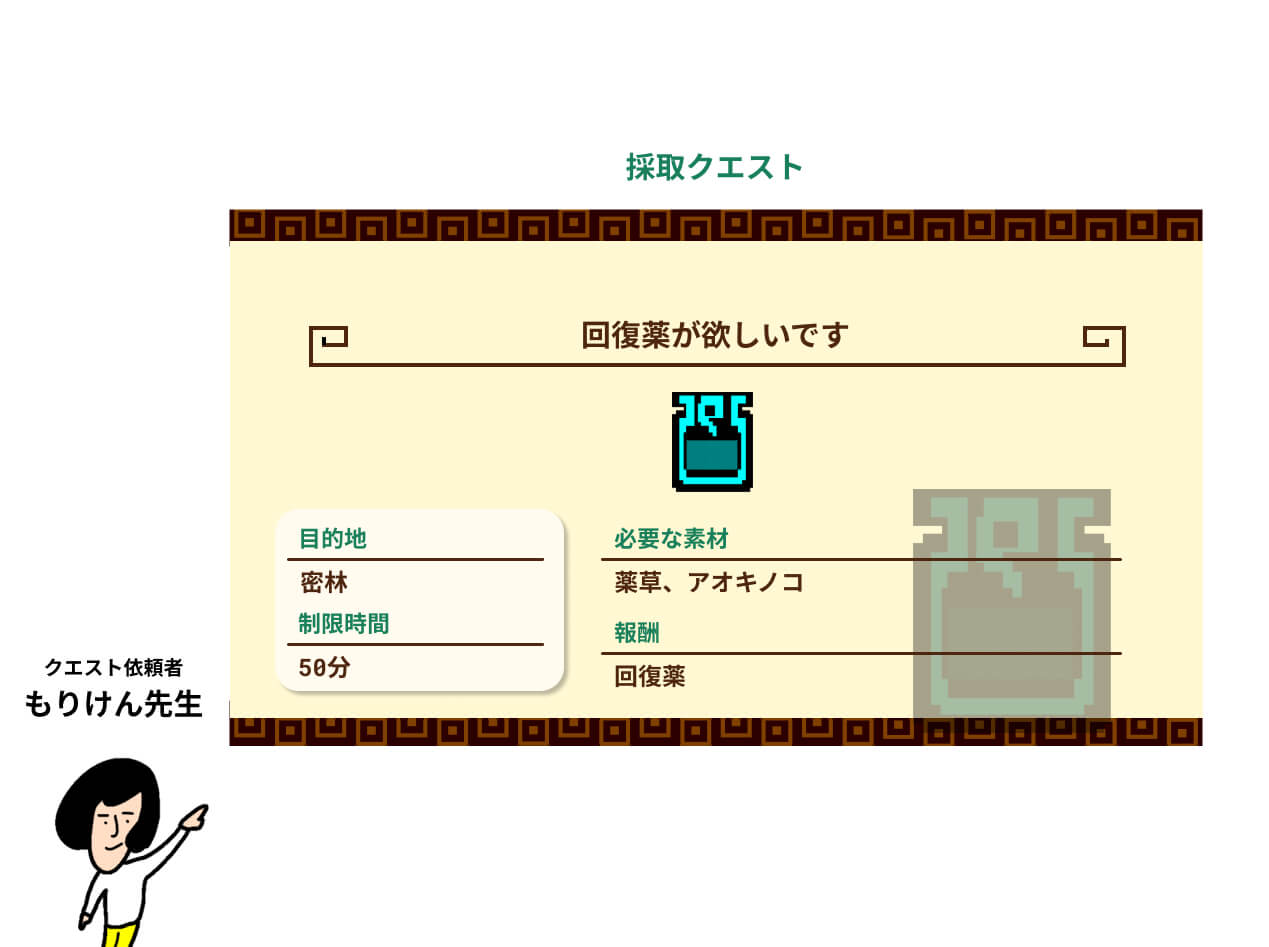 採取クエスト
回復薬が欲しいです
目的地
密林
制限時間
50分
必要な素材
薬草、アオキノコ
報酬
回復薬
クエスト依頼者
もりけん先生